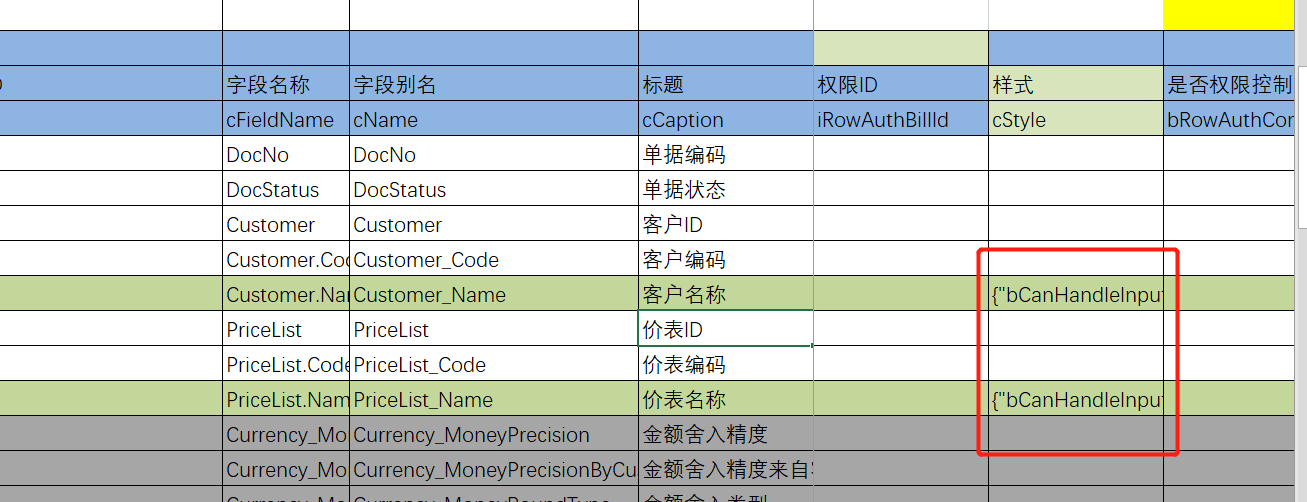 字段名称 字段别名 标题 权限ID 样式 是否权限控制
cFieldName cName cCaption iRowAuthBillId cStyle bRowAuthCon
DocNo DocNo 单据编码
DocStatus DocStatus 单据状态
Customer Customer 客户ID
Customer.Cod Customer_Code 客户编码
Customer.Nam Customer_Name 客户名称 {"bCanHandleInput
PriceList PriceList 价表ID
PriceList.Code PriceList_Code 价表编码
PriceList.Nam PriceList_Name 价表名称 {"bCanHandleInput
Currency_Mo Currency_MoneyPrecision 金额舍入精度
Currency_Mo Currency_MoneyPrecisionByCu 金额舍入精度来自